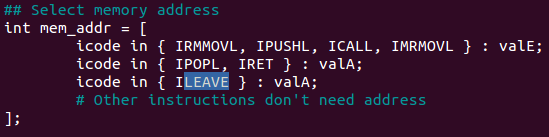 ## Select memory address
int mem_addr = [
        icode in { IRMMOVL, IPUSHL, ICALL, IMRMOVL } : valE;
        icode in { IPOPL, IRET } : valA;
        icode in { ILEAVE } : valA;
        # Other instructions don't need address
];